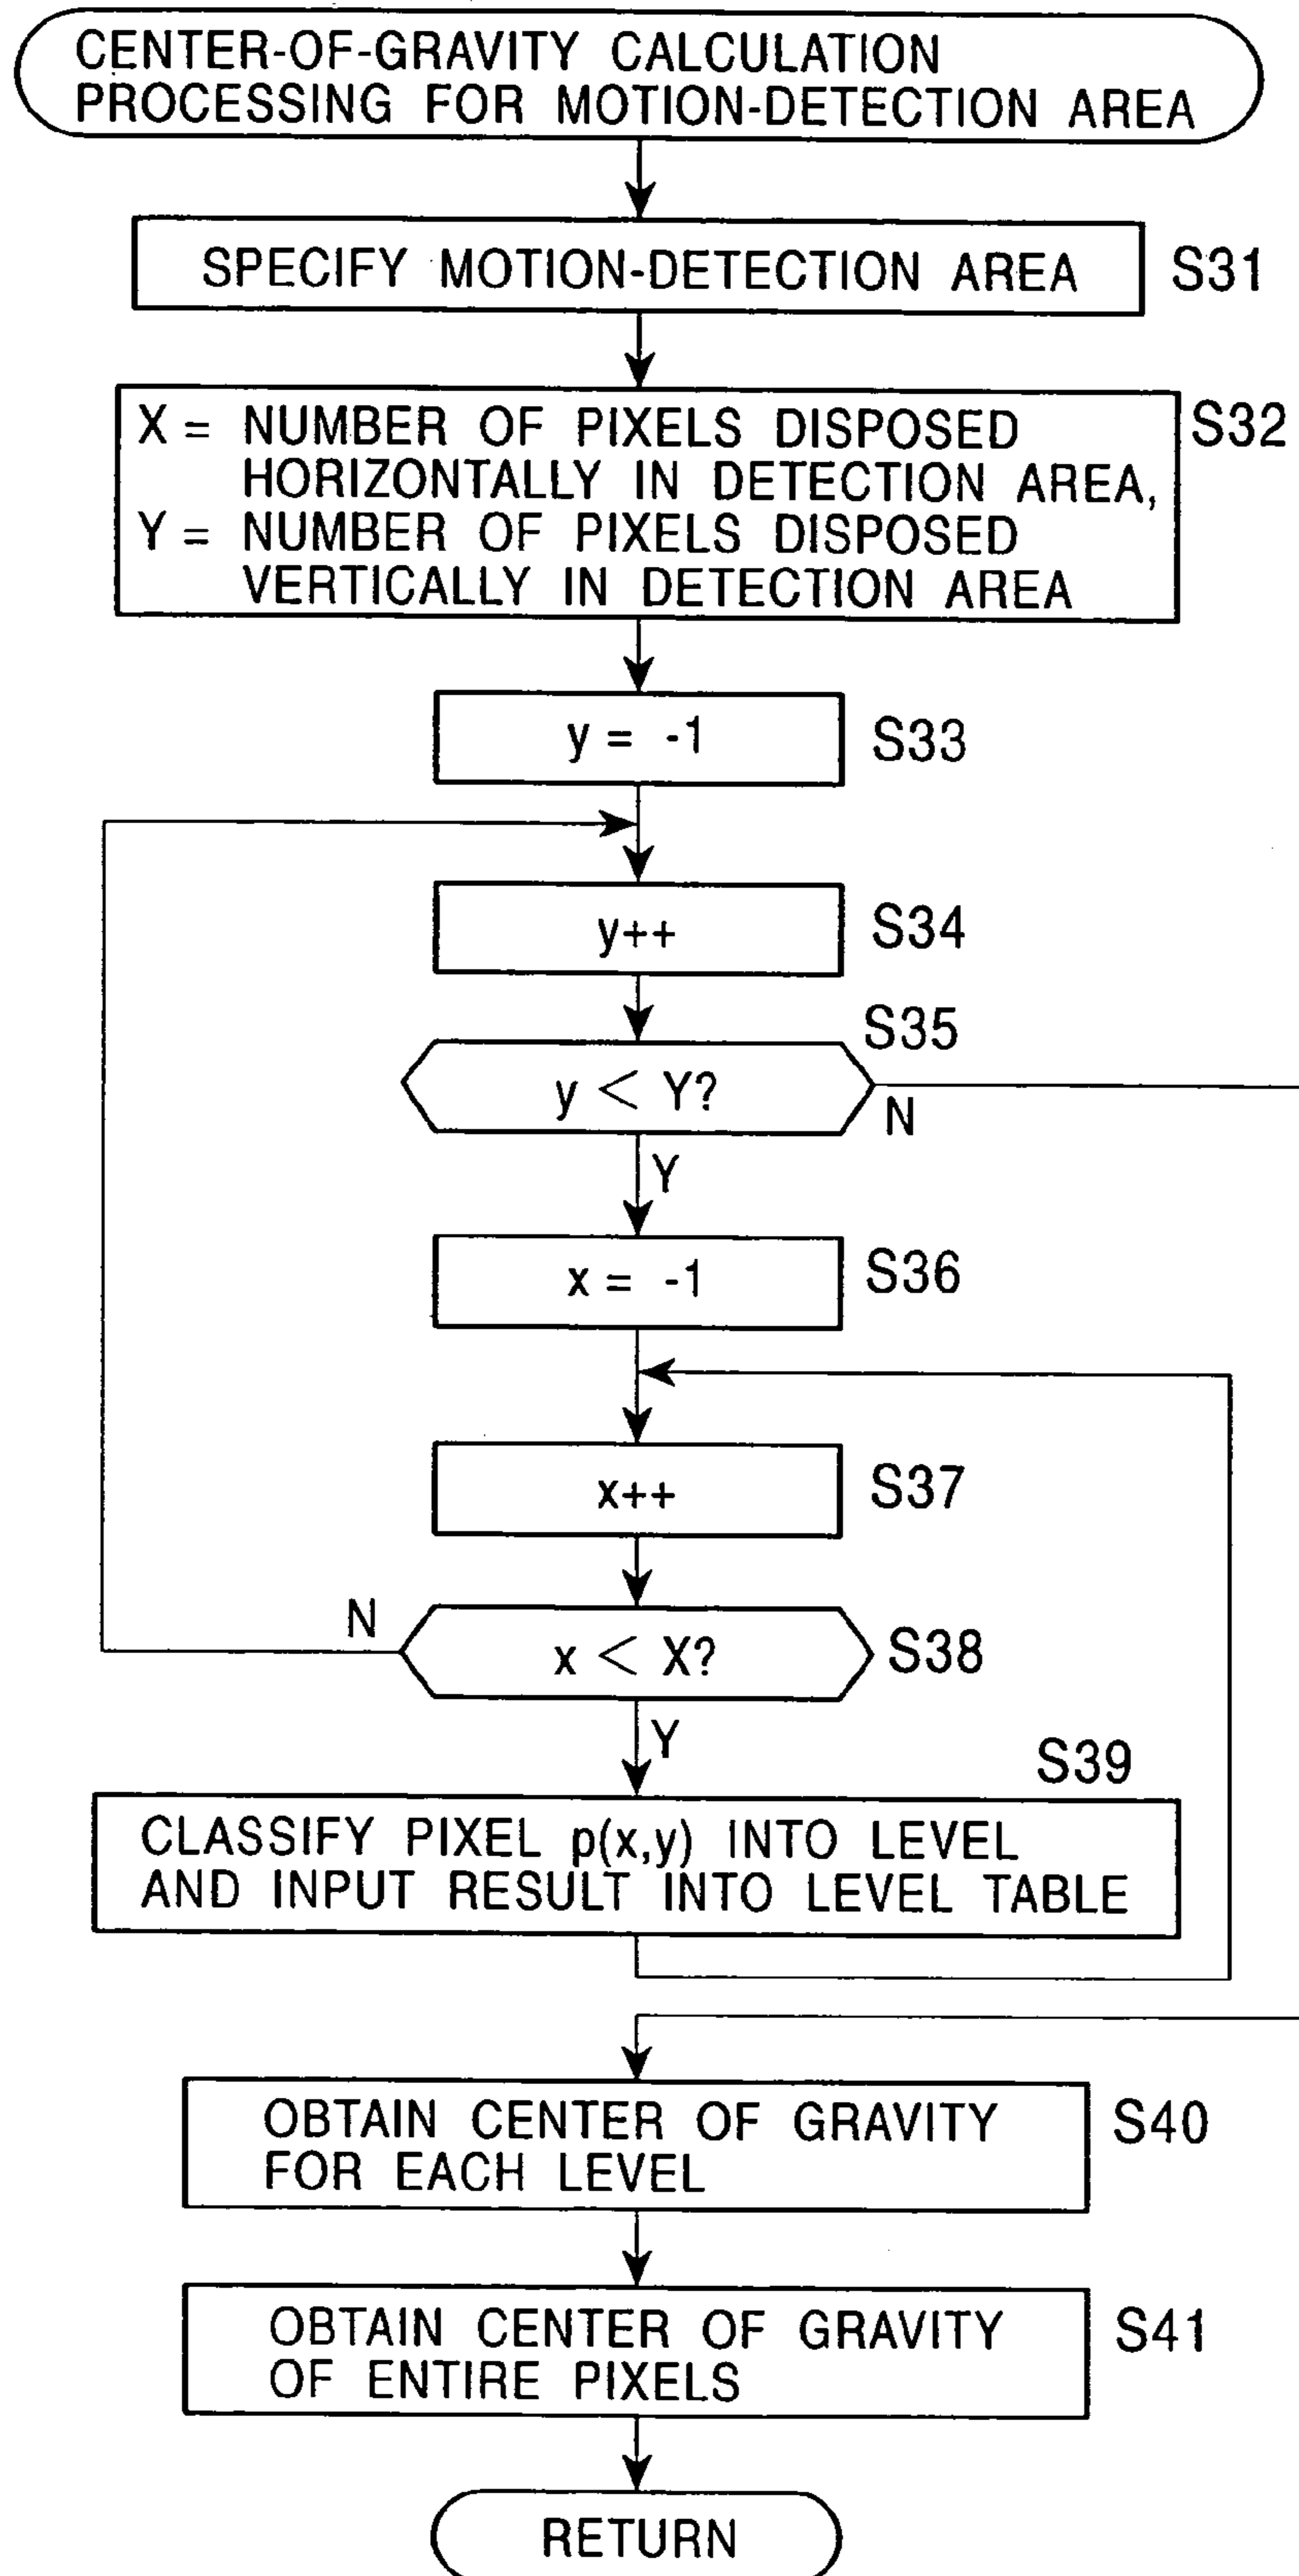 CENTER-OF-GRAVITY CALCULATION
PROCESSING FOR MOTION-DETECTION AREA
SPECIFY MOTION-DETECTION AREA
S31
X = NUMBER OF PIXELS DISPOSED
HORIZONTALLY IN DETECTION AREA,
Y = NUMBER OF PIXELS DISPOSED
VERTICALLY IN DETECTION AREA
S32
y = -1
S33
y++
S34
S35
y < Y?
N
Y
x = -1
S36
x++
S37
N
x < X?
S38
Y
S39
CLASSIFY PIXEL p(x,y) INTO LEVEL
AND INPUT RESULT INTO LEVEL TABLE
OBTAIN CENTER OF GRAVITY
FOR EACH LEVEL
S40
OBTAIN CENTER OF GRAVITY
OF ENTIRE PIXELS
S41
RETURN